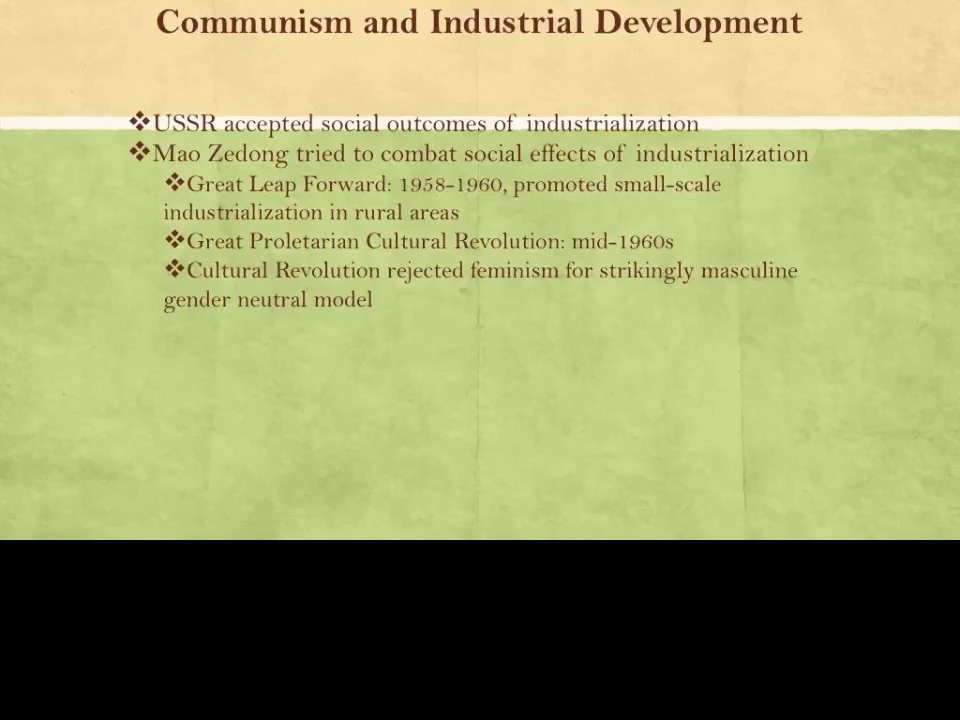 Communism and Industrial Development
❖USSR accepted social outcomes of industrialization
❖Mao Zedong tried to combat social effects of industrialization
❖Great Leap Forward: 1958-1960, promoted small-scale
industrialization in rural areas
❖Great Proletarian Cultural Revolution: mid-1960s
❖Cultural Revolution rejected feminism for strikingly masculine
gender neutral model